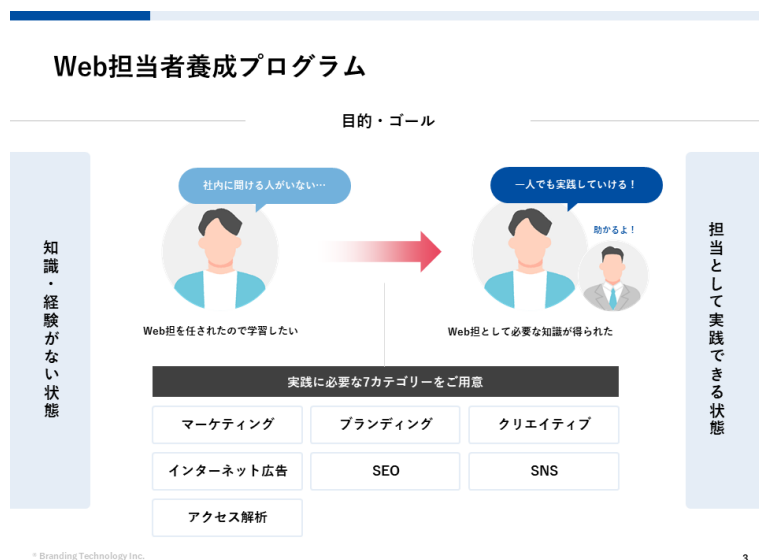 Web担当者養成プログラム
目的・ゴール
知識・経験がない状態
社内に聞ける人がいない…
Web担を任されたので学習したい
一人でも実践していける！
助かるよ！
Web担として必要な知識が得られた
担当として実践できる状態
実践に必要な7カテゴリーをご用意
マーケティング
ブランディング
クリエイティブ
インターネット広告
SEO
SNS
アクセス解析
* Branding Technology Inc.
3